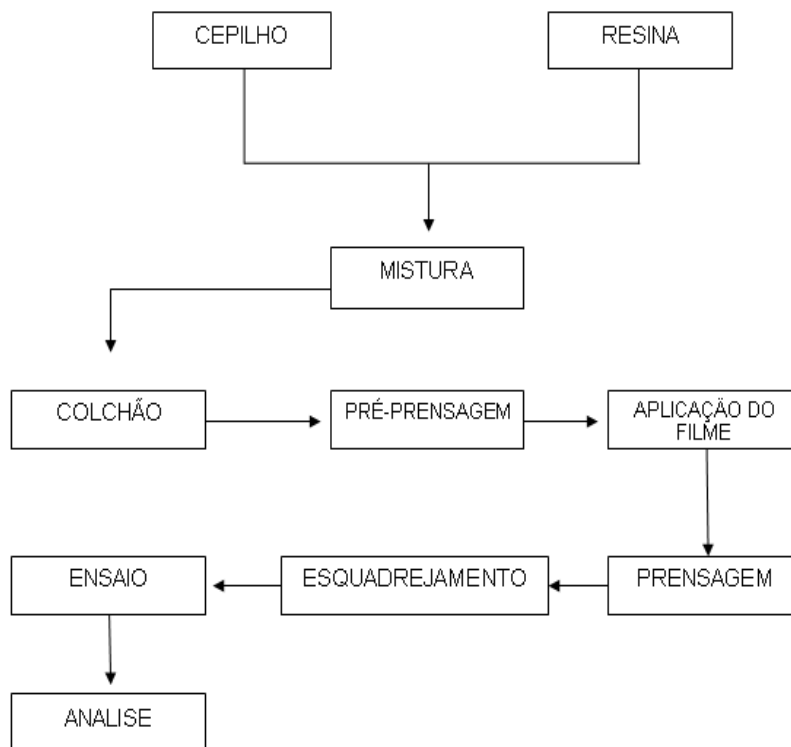 CEPILHO
RESINA
MISTURA
COLCHÃO
PRÉ-PRENSAGEM
APLICAÇÃO DO
FILME
PRENSAGEM
ESQUADREJAMENTO
ENSAIO
ANALISE